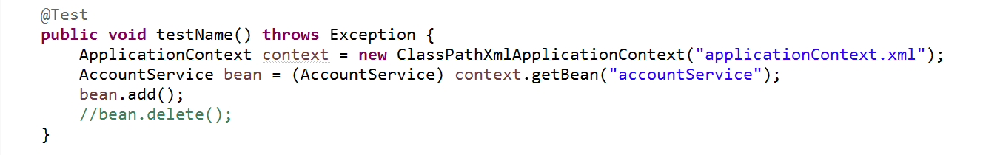 @Test
public void testName() throws Exception {
    ApplicationContext context = new ClassPathXmlApplicationContext("applicationContext.xml");
    AccountService bean = (AccountService) context.getBean("accountService");
    bean.add();
    //bean.delete();
}